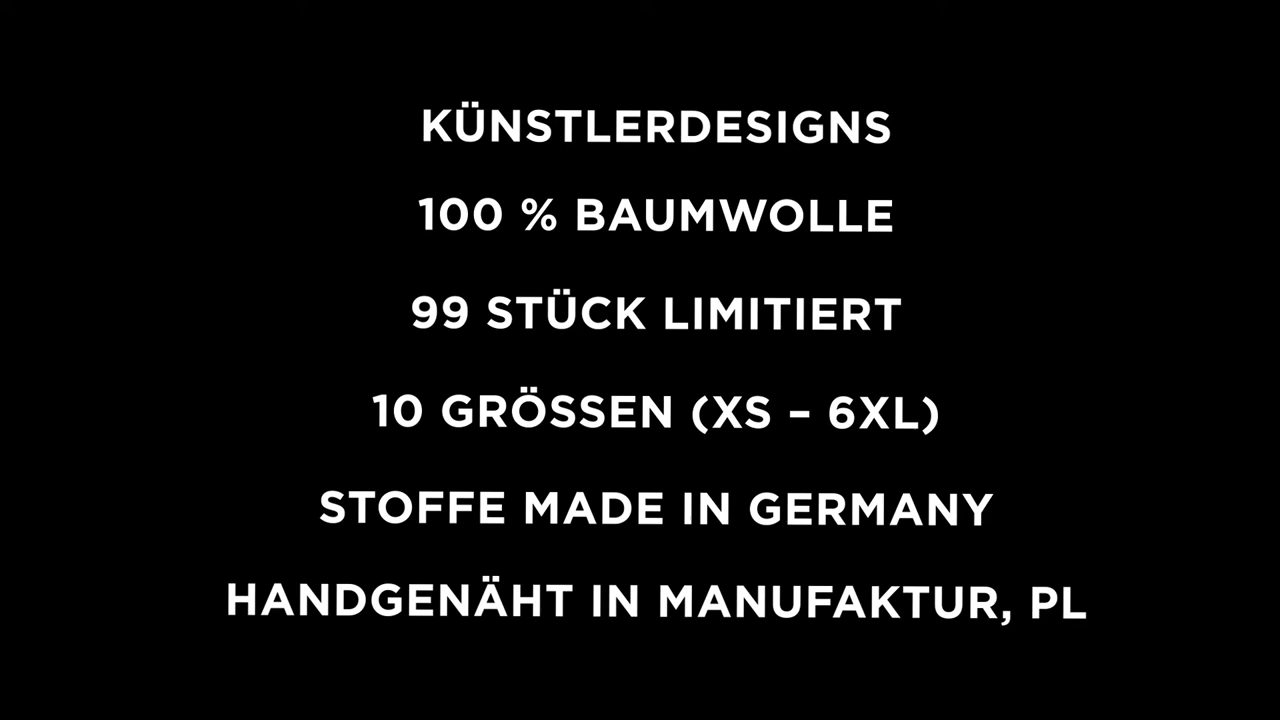 KÜNSTLERDESIGNS
100 % BAUMWOLLE
99 STÜCK LIMITIERT
10 GRÖSSEN (XS – 6XL)
STOFFE MADE IN GERMANY
HANDGENÄHT IN MANUFAKTUR, PL